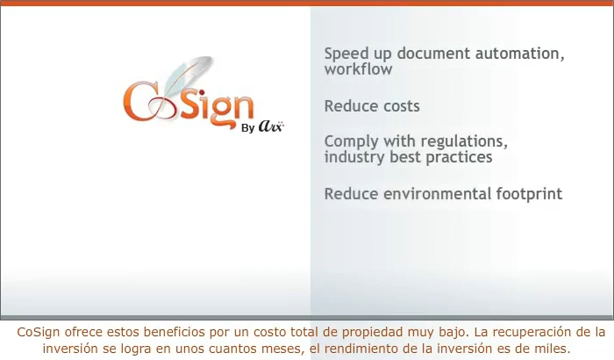 CoSign
By arx
Speed up document automation,
workflow
Reduce costs
Comply with regulations,
industry best practices
Reduce environmental footprint
CoSign ofrece estos beneficios por un costo total de propiedad muy bajo. La recuperación de la
inversión se logra en unos cuantos meses, el rendimiento de la inversión es de miles.